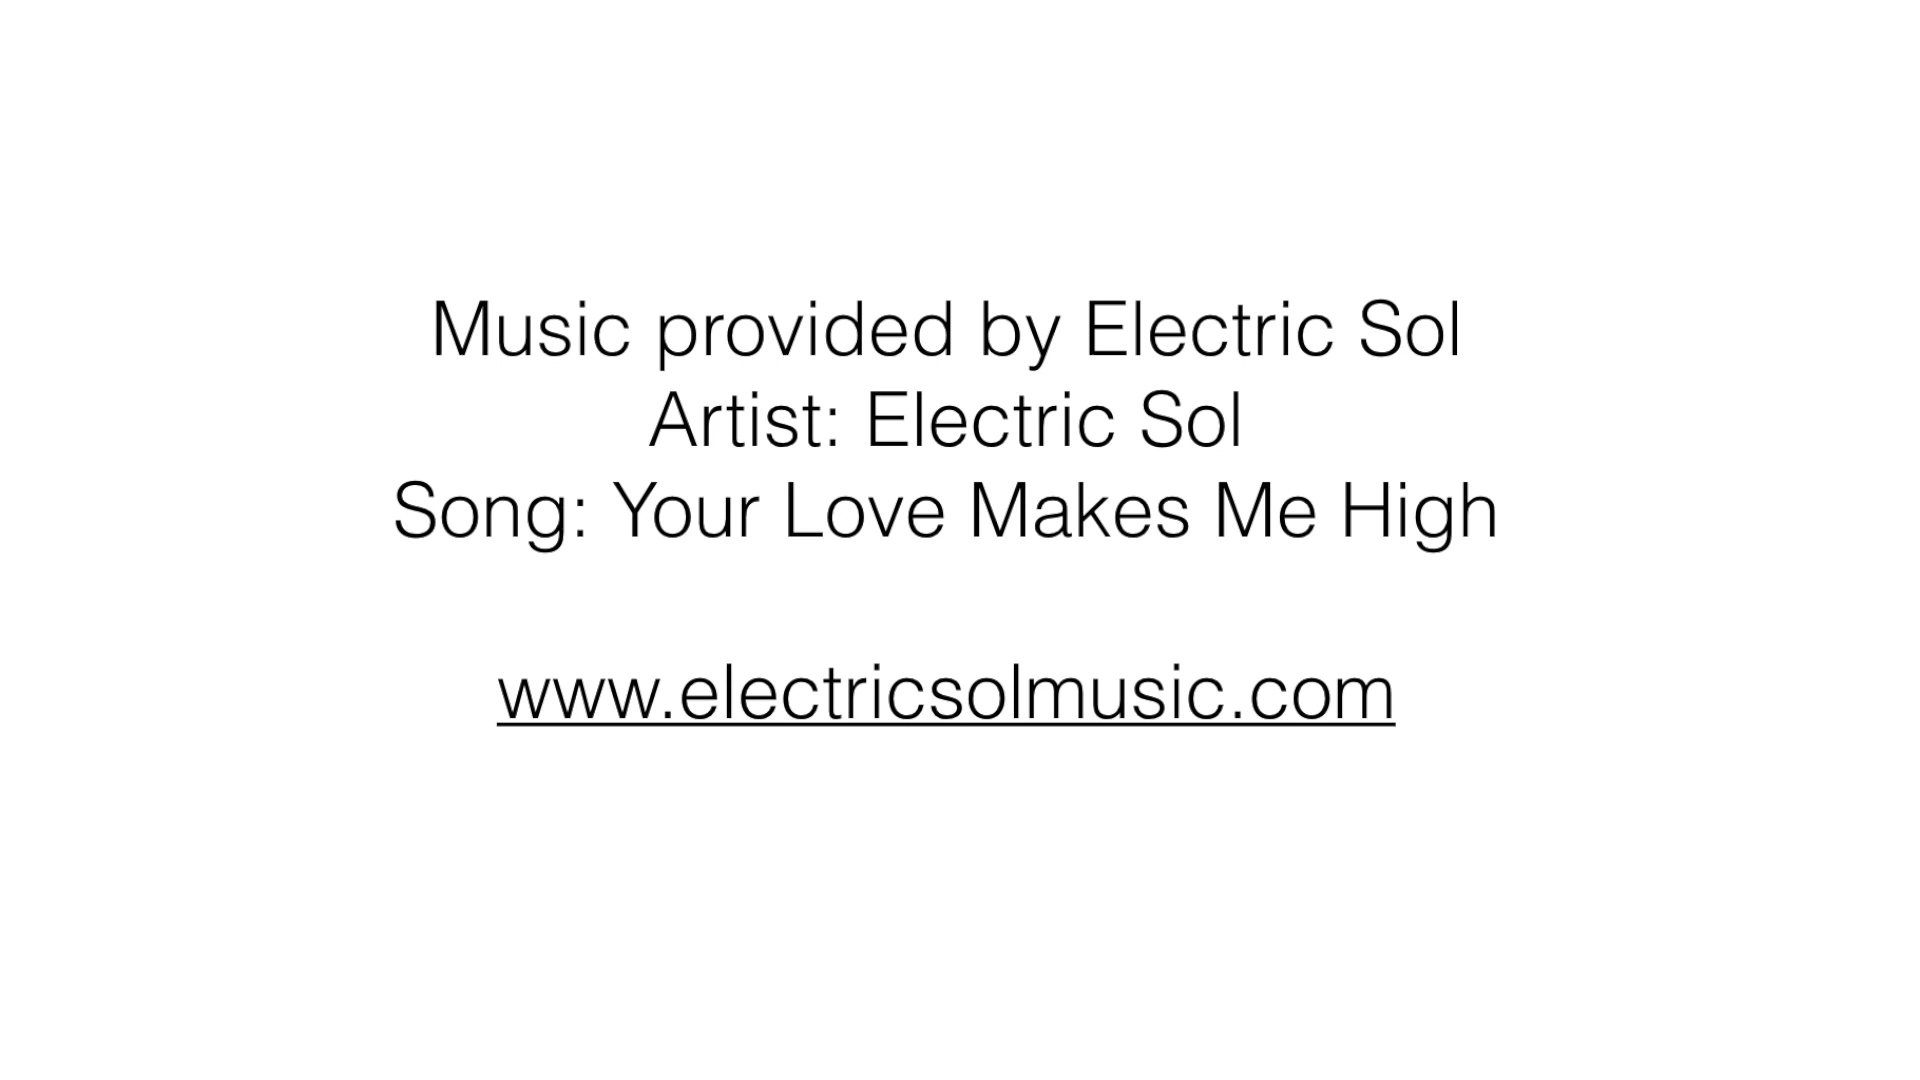 Music provided by Electric Sol
Artist: Electric Sol
Song: Your Love Makes Me High
www.electricsolmusic.com